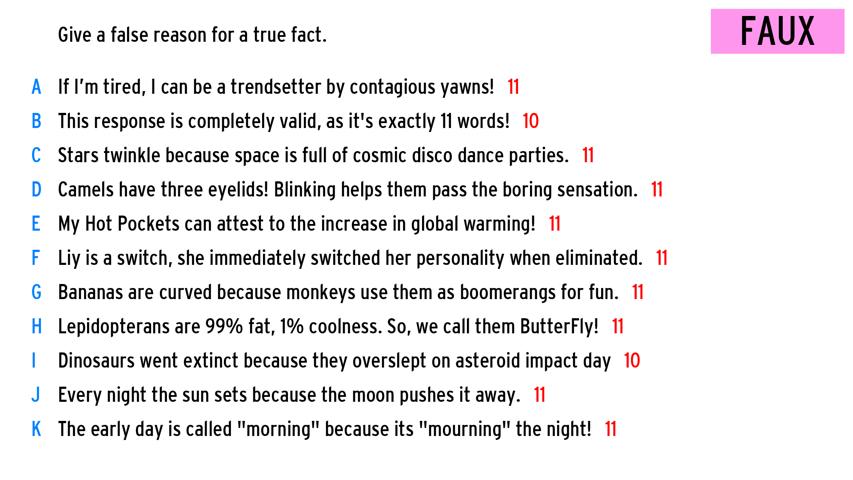 Give a false reason for a true fact.
FAUX
A If I'm tired, I can be a trendsetter by contagious yawns! 11
B This response is completely valid, as it's exactly 11 words! 10
C Stars twinkle because space is full of cosmic disco dance parties. 11
D Camels have three eyelids! Blinking helps them pass the boring sensation. 11
E My Hot Pockets can attest to the increase in global warming! 11
F Liy is a switch, she immediately switched her personality when eliminated. 11
G Bananas are curved because monkeys use them as boomerangs for fun. 11
H Lepidopterans are 99% fat, 1% coolness. So, we call them ButterFly! 11
I Dinosaurs went extinct because they overslept on asteroid impact day 10
J Every night the sun sets because the moon pushes it away. 11
K The early day is called "morning" because its "mourning" the night! 11